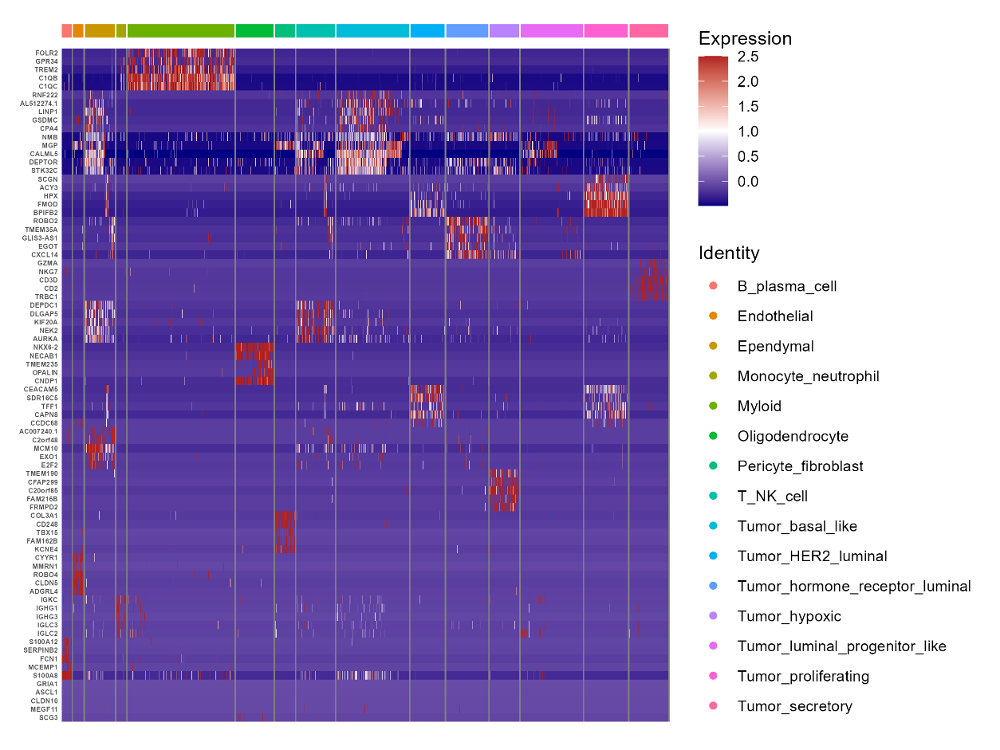 FOLR2
GPR34
TREM2
C1QB
C1QC
RNF222
AL512274.1
LINP1
GSDMC
CPA4
NMB
MGP
CALML5
DEPTOR
STK32C
SCGN
ACY3
HPX
FMOD
BPIFB2
ROBO2
TMEM35A
GLIS3-AS1
EGOT
CXCL14
GZMA
NKG7
CD3D
CD2
TRBC1
DEPDC1
DLGAP5
KIF20A
NEK2
AURKA
NKX6-2
NECAB1
TMEM235
OPALIN
CNDP1
CEACAM5
SDR16C5
TFF1
CAPN8
CCDC68
AC007240.1
C2orf48
MCM10
EXO1
E2F2
TMEM190
CFAP299
C20orf85
FAM216B
FRMPD2
COL3A1
CD248
TBX15
FAM162B
KCNE4
CYYR1
MMRN1
ROBO4
CLDN5
ADGRL4
IGKC
IGHG1
IGHG3
IGLC3
IGLC2
S100A12
SERPINB2
FCN1
MCEMP1
S100A8
GRIA1
ASCL1
CLDN10
MEGF11
SCG3
Expression
2.5
2.0
1.5
1.0
0.5
0.0
Identity
B_plasma_cell
Endothelial
Ependymal
Monocyte_neutrophil
Myloid
Oligodendrocyte
Pericyte_fibroblast
T_NK_cell
Tumor_basal_like
Tumor_HER2_luminal
Tumor_hormone_receptor_luminal
Tumor_hypoxic
Tumor_luminal_progenitor_like
Tumor_proliferating
Tumor_secretory